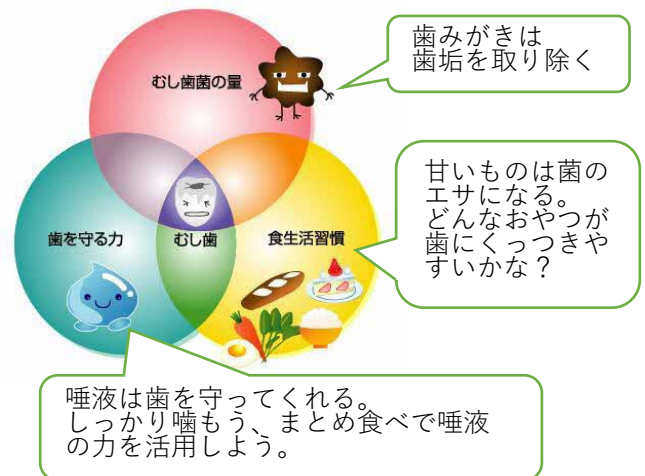 歯みがきは
歯垢を取り除く
むし歯菌の量
甘いものは菌の
エサになる。
どんなおやつが
歯にくっつきや
すいかな？
歯を守る力
むし歯
食生活習慣
唾液は歯を守ってくれる。
しっかり噛もう、まとめ食べで唾液
の力を活用しよう。